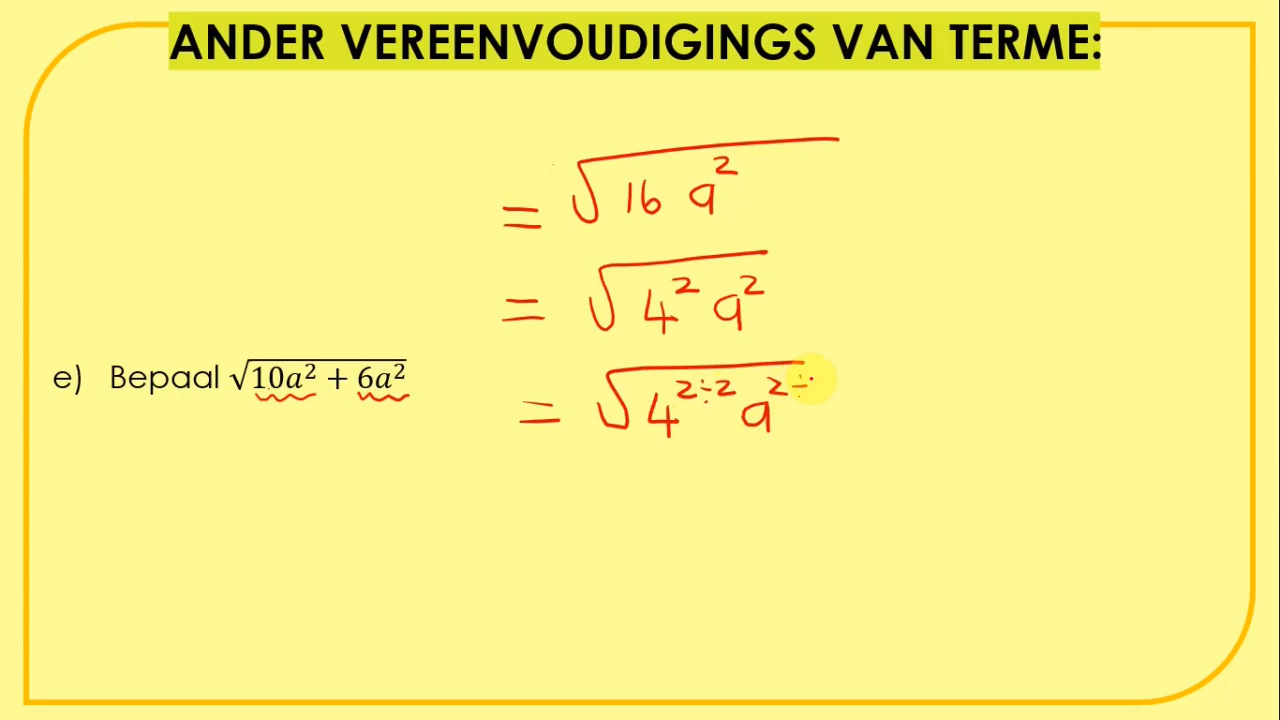 ANDER VEREENVOUDIGINGS VAN TERME:
= √16 a²
= √4² a²
e) Bepaal √10a² + 6a²
= √4²÷² a²÷